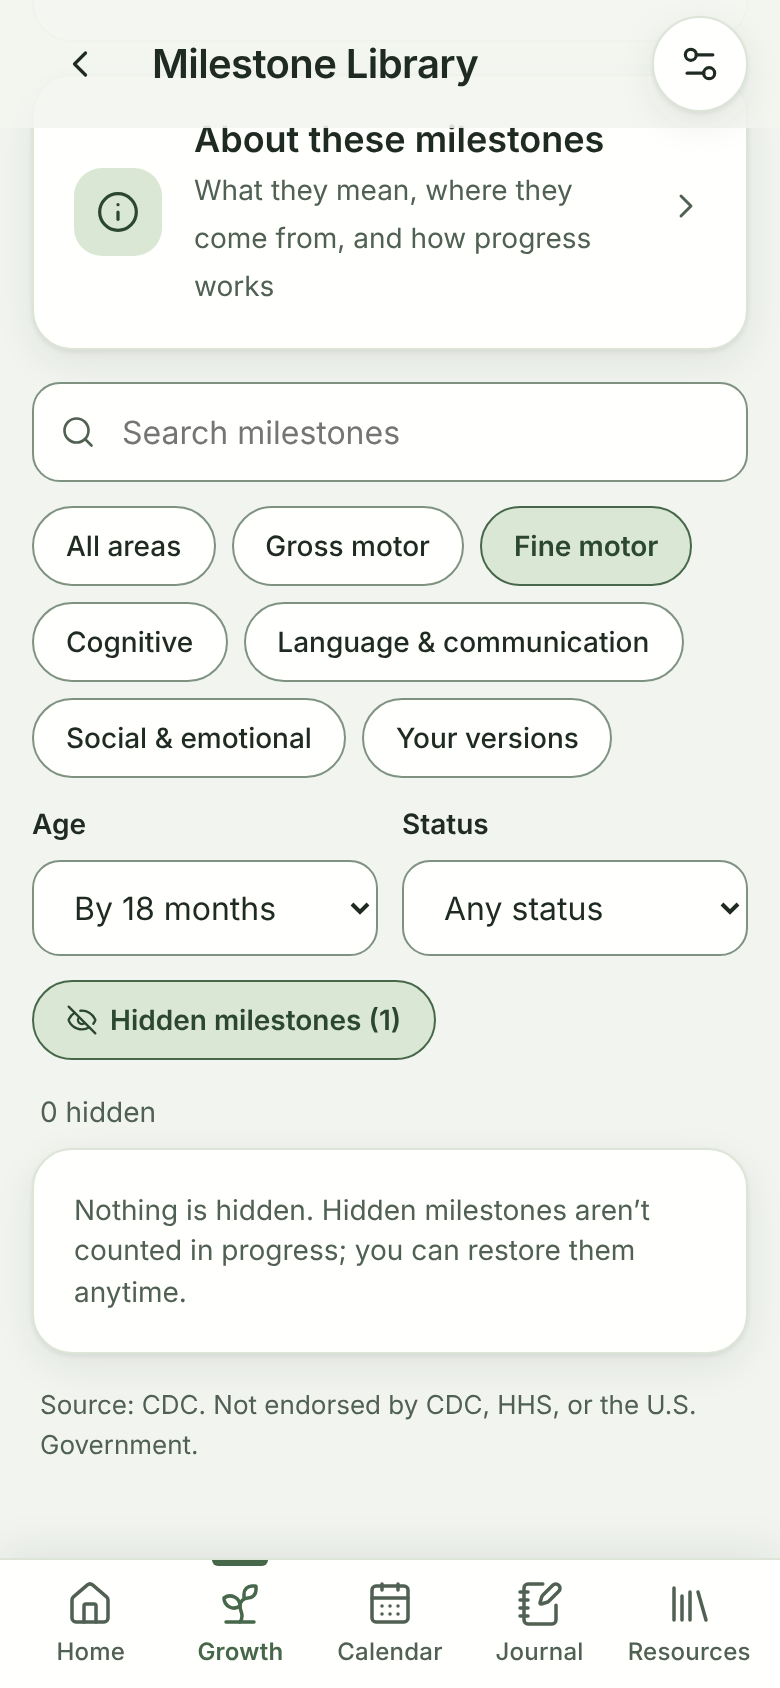 Milestone Library
About these milestones
What they mean, where they
come from, and how progress
works
Search milestones
All areas
Gross motor
Fine motor
Cognitive
Language & communication
Social & emotional
Your versions
Age
Status
By 18 months
Any status
Hidden milestones (1)
0 hidden
Nothing is hidden. Hidden milestones aren’t
counted in progress; you can restore them
anytime.
Source: CDC. Not endorsed by CDC, HHS, or the U.S.
Government.
Home
Growth
Calendar
Journal
Resources